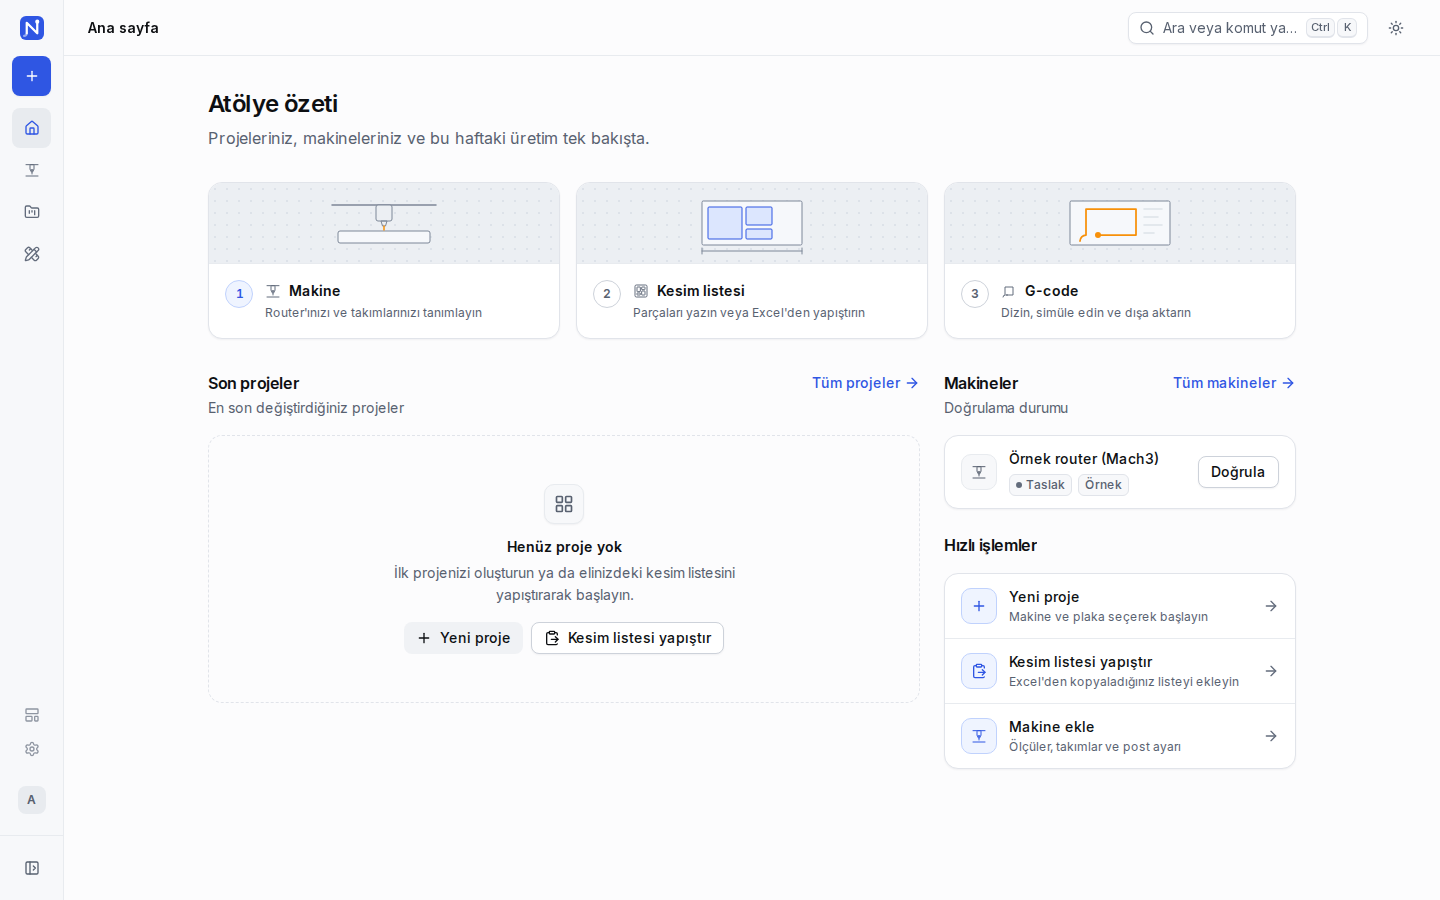 Ana sayfa
Ara veya komut ya... Ctrl K
Atölye özeti
Projeleriniz, makineleriniz ve bu haftaki üretim tek bakışta.
1 Makine
Router'ınızı ve takımlarınızı tanımlayın
2 Kesim listesi
Parçaları yazın veya Excel'den yapıştırın
3 G-code
Dizin, simüle edin ve dışa aktarın
Son projeler
Tüm projeler
En son değiştirdiğiniz projeler
Henüz proje yok
İlk projenizi oluşturun ya da elinizdeki kesim listesini
yapıştırarak başlayın.
Yeni proje
Kesim listesi yapıştır
Makineler
Tüm makineler
Doğrulama durumu
Örnek router (Mach3)
Taslak
Örnek
Doğrula
Hızlı işlemler
Yeni proje
Makine ve plaka seçerek başlayın
Kesim listesi yapıştır
Excel'den kopyaladığınız listeyi ekleyin
Makine ekle
Ölçüler, takımlar ve post ayarı
A